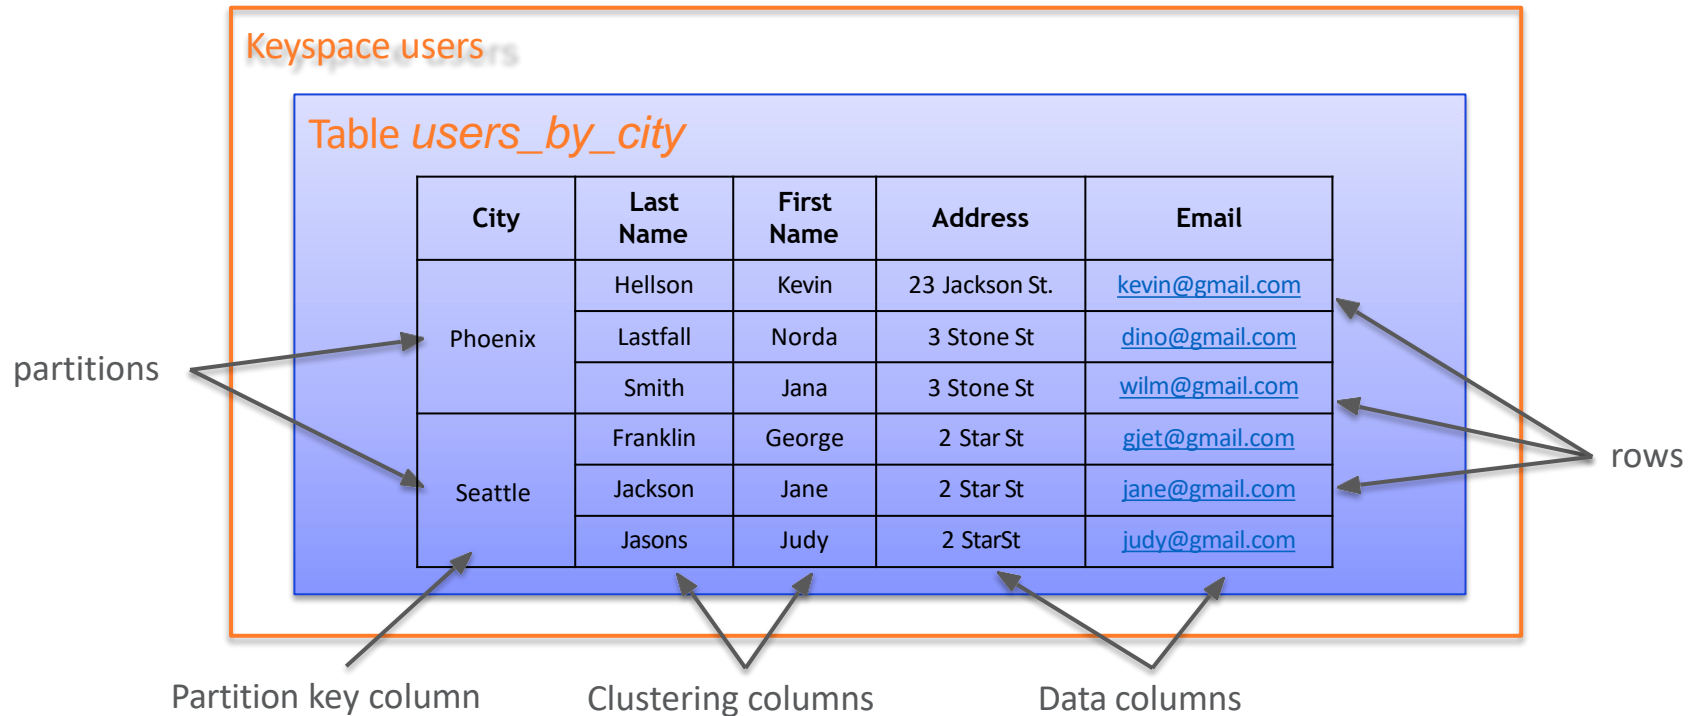 Keyspace users
Table users_by_city
City Last Name First Name Address Email
Phoenix
Hellson Kevin 23 Jackson St. kevin@gmail.com
Lastfall Norda 3 Stone St dino@gmail.com
Smith Jana 3 Stone St wilm@gmail.com
Seattle
Franklin George 2 Star St gjet@gmail.com
Jackson Jane 2 Star St jane@gmail.com
Jasons Judy 2 StarSt judy@gmail.com
partitions
rows
Partition key column
Clustering columns
Data columns